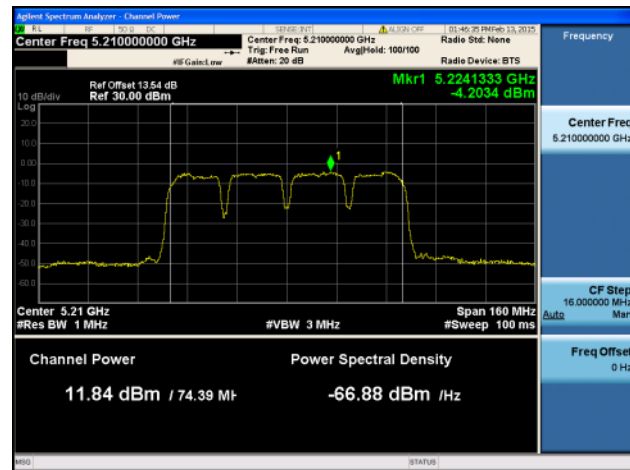 Agilent Spectrum Analyzer - Channel Power
RL RF 50 Ω DC SENSE:INT ALIGN OFF 01:46:35 PM Feb 13, 2015
Center Freq 5.210000000 GHz
Center Freq: 5.210000000 GHz
Radio Std: None
Trig: Free Run Avg|Hold: 100/100
#IFGain:Low #Atten: 20 dB Radio Device: BTS
Mkr1 5.2241333 GHz
-4.2034 dBm
Ref Offset 13.54 dB
10 dB/div Ref 30.00 dBm
Log
20.0
10.0
0.00
1
-10.0
-20.0
-30.0
-40.0
-50.0
-60.0
Center 5.21 GHz Span 160 MHz
#Res BW 1 MHz #VBW 3 MHz #Sweep 100 ms
Channel Power Power Spectral Density
11.84 dBm / 74.39 MH -66.88 dBm /Hz
MSG STATUS
Frequency
Center Freq
5.210000000 GHz
CF Step
16.000000 MHz
Auto Man
Freq Offset
0 Hz